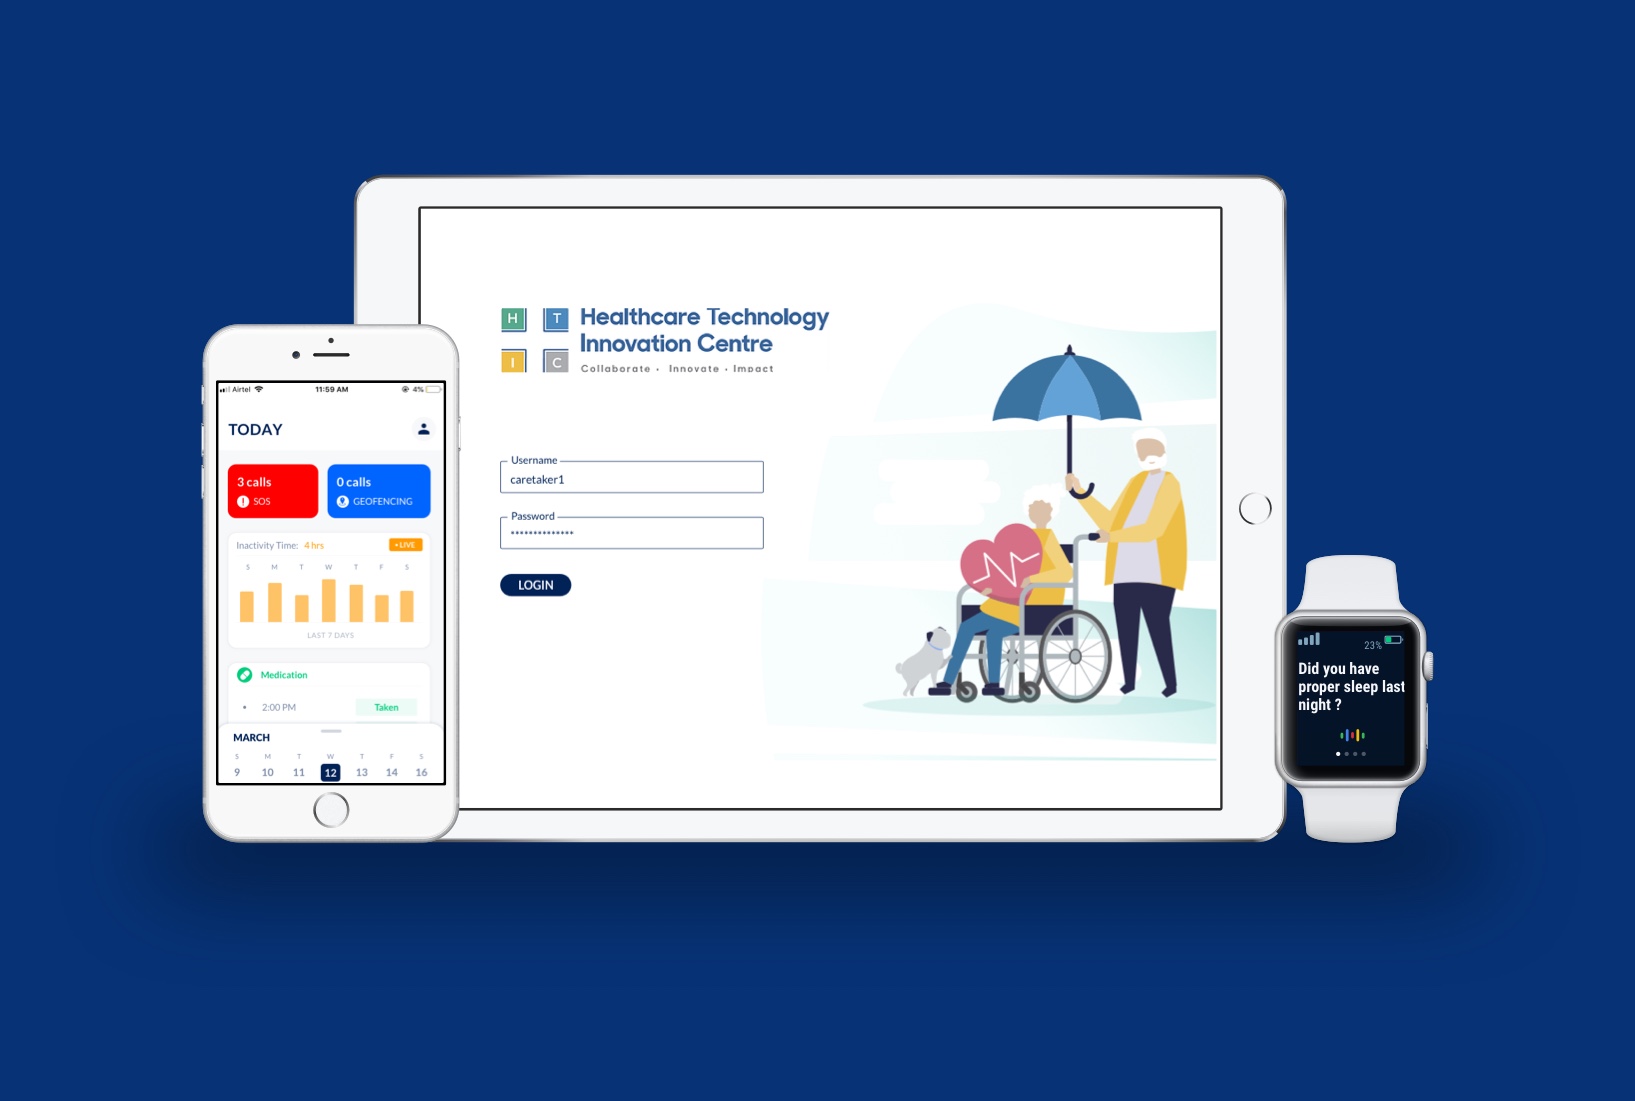 Airtel 11:59 AM 4%
TODAY
3 calls
SOS
0 calls
GEOFENCING
Inactivity Time: 4 hrs • LIVE
S M T W T F S
LAST 7 DAYS
Medication
• 2:00 PM Taken
MARCH
S M T W T F S
9 10 11 12 13 14 16
H T
I C
Healthcare Technology
Innovation Centre
Collaborate • Innovate • Impact
Username
caretaker1
Password
**************
LOGIN
23%
Did you have
proper sleep last
night ?